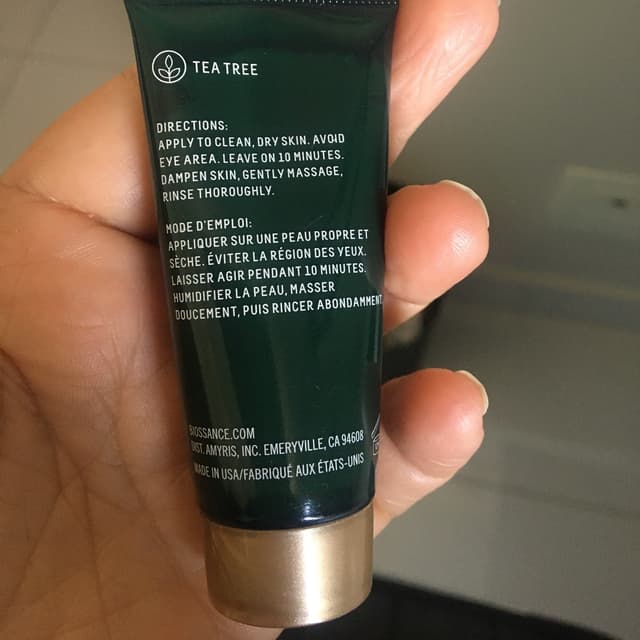 TEA TREE
DIRECTIONS:
APPLY TO CLEAN, DRY SKIN. AVOID
EYE AREA. LEAVE ON 10 MINUTES.
DAMPEN SKIN, GENTLY MASSAGE,
RINSE THOROUGHLY.
MODE D'EMPLOI:
APPLIQUER SUR UNE PEAU PROPRE ET
SÈCHE. ÉVITER LA RÉGION DES YEUX.
LAISSER AGIR PENDANT 10 MINUTES.
HUMIDIFIER LA PEAU, MASSER
DOUCEMENT, PUIS RINCER ABONDAMMENT.
BIOSSANCE.COM
DIST. AMYRIS, INC. EMERYVILLE, CA 94608
MADE IN USA/FABRIQUÉ AUX ÉTATS-UNIS